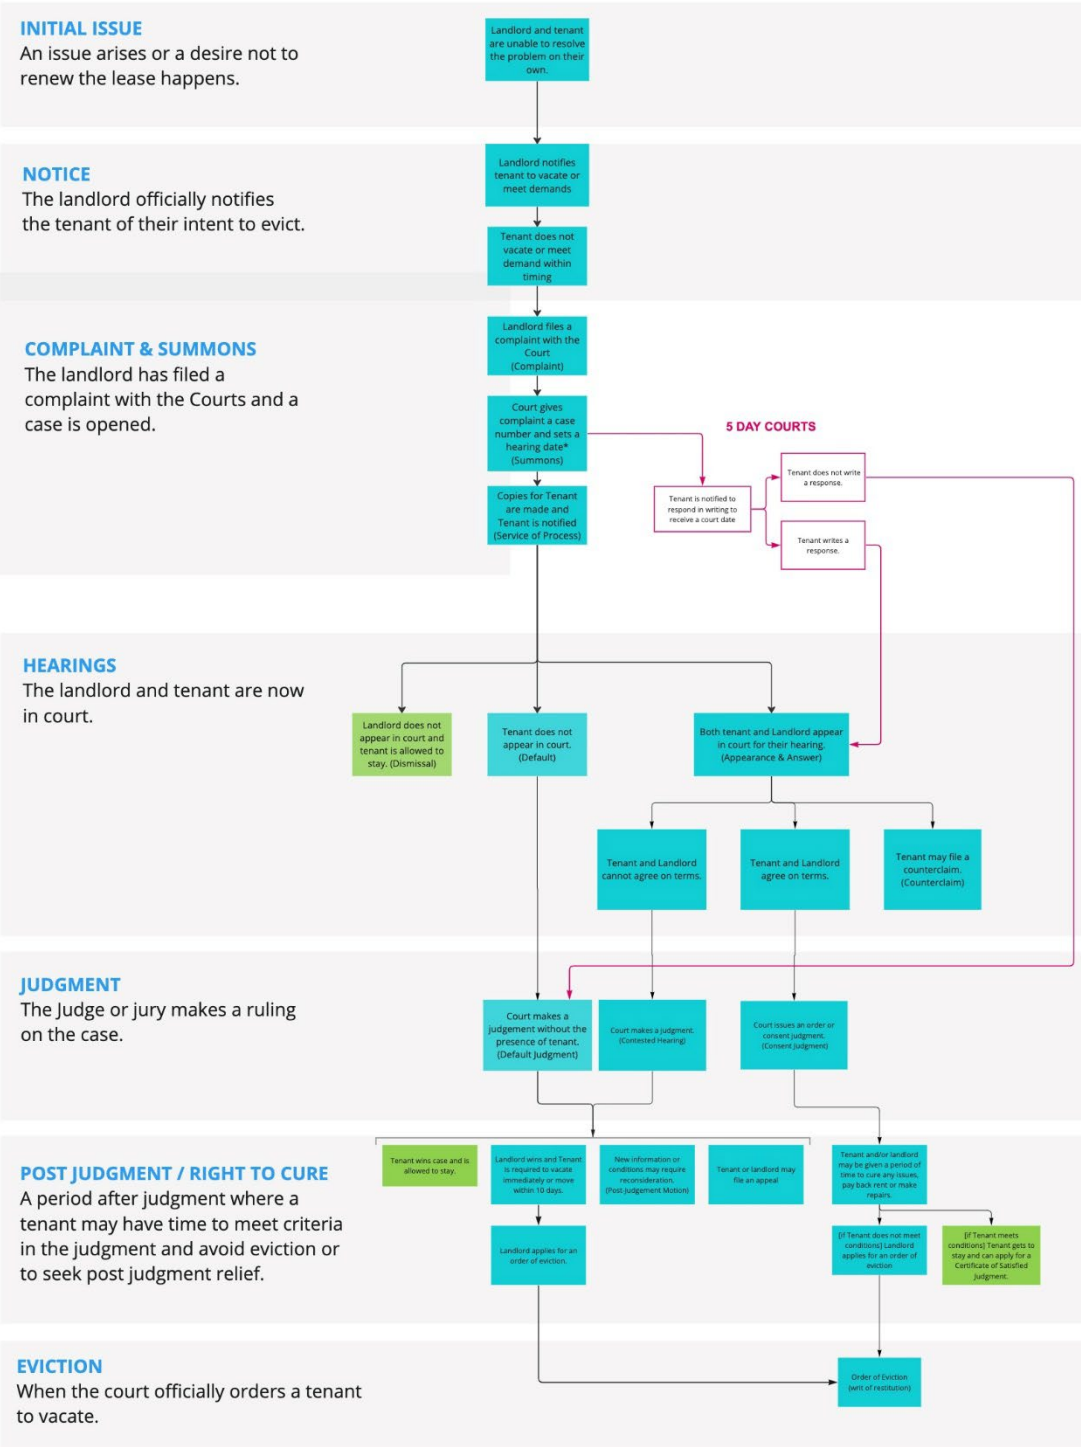 INITIAL ISSUE
An issue arises or a desire not to
renew the lease happens.
Landlord and tenant
are unable to resolve
the problem on their
own.
NOTICE
The landlord officially notifies
the tenant of their intent to evict.
Landlord notifies
tenant to vacate or
meet demands
Tenant does not
vacate or meet
demand within
timing
COMPLAINT & SUMMONS
The landlord has filed a
complaint with the Courts and a
case is opened.
Landlord files a
complaint with the
Court
(Complaint)
Court gives
complaint a case
number and sets a
hearing date*
(Summons)
Copies for Tenant
are made and
Tenant is notified
(Service of Process)
5 DAY COURTS
Tenant is notified to
respond in writing to
receive a court date
Tenant does not write
a response.
Tenant writes a
response.
HEARINGS
The landlord and tenant are now
in court.
Landlord does not
appear in court and
tenant is allowed to
stay. (Dismissal)
Tenant does not
appear in court.
(Default)
Both tenant and Landlord appear
in court for their hearing.
(Appearance & Answer)
Tenant and Landlord
cannot agree on terms.
Tenant and Landlord
agree on terms.
Tenant may file a
counterclaim.
(Counterclaim)
JUDGMENT
The Judge or jury makes a ruling
on the case.
Court makes a
judgement without the
presence of tenant.
(Default Judgment)
Court makes a judgment.
(Contested Hearing)
Court issues an order or
consent judgment.
(Consent Judgment)
POST JUDGMENT / RIGHT TO CURE
A period after judgment where a
tenant may have time to meet criteria
in the judgment and avoid eviction or
to seek post judgment relief.
Tenant wins case and is
allowed to stay.
Landlord wins and Tenant
is required to vacate
immediately or move
within 10 days.
New information or
conditions may require
reconsideration.
(Post-Judgement Motion)
Tenant or landlord may
file an appeal
Tenant and/or landlord
may be given a period of
time to cure any issues,
pay back rent or make
repairs.
Landlord applies for an
order of eviction.
[if Tenant does not meet
conditions] Landlord
applies for an order of
eviction
[if Tenant meets
conditions] Tenant gets to
stay and can apply for a
Certificate of Satisfied
Judgment.
EVICTION
When the court officially orders a tenant
to vacate.
Order of Eviction
(writ of restitution)